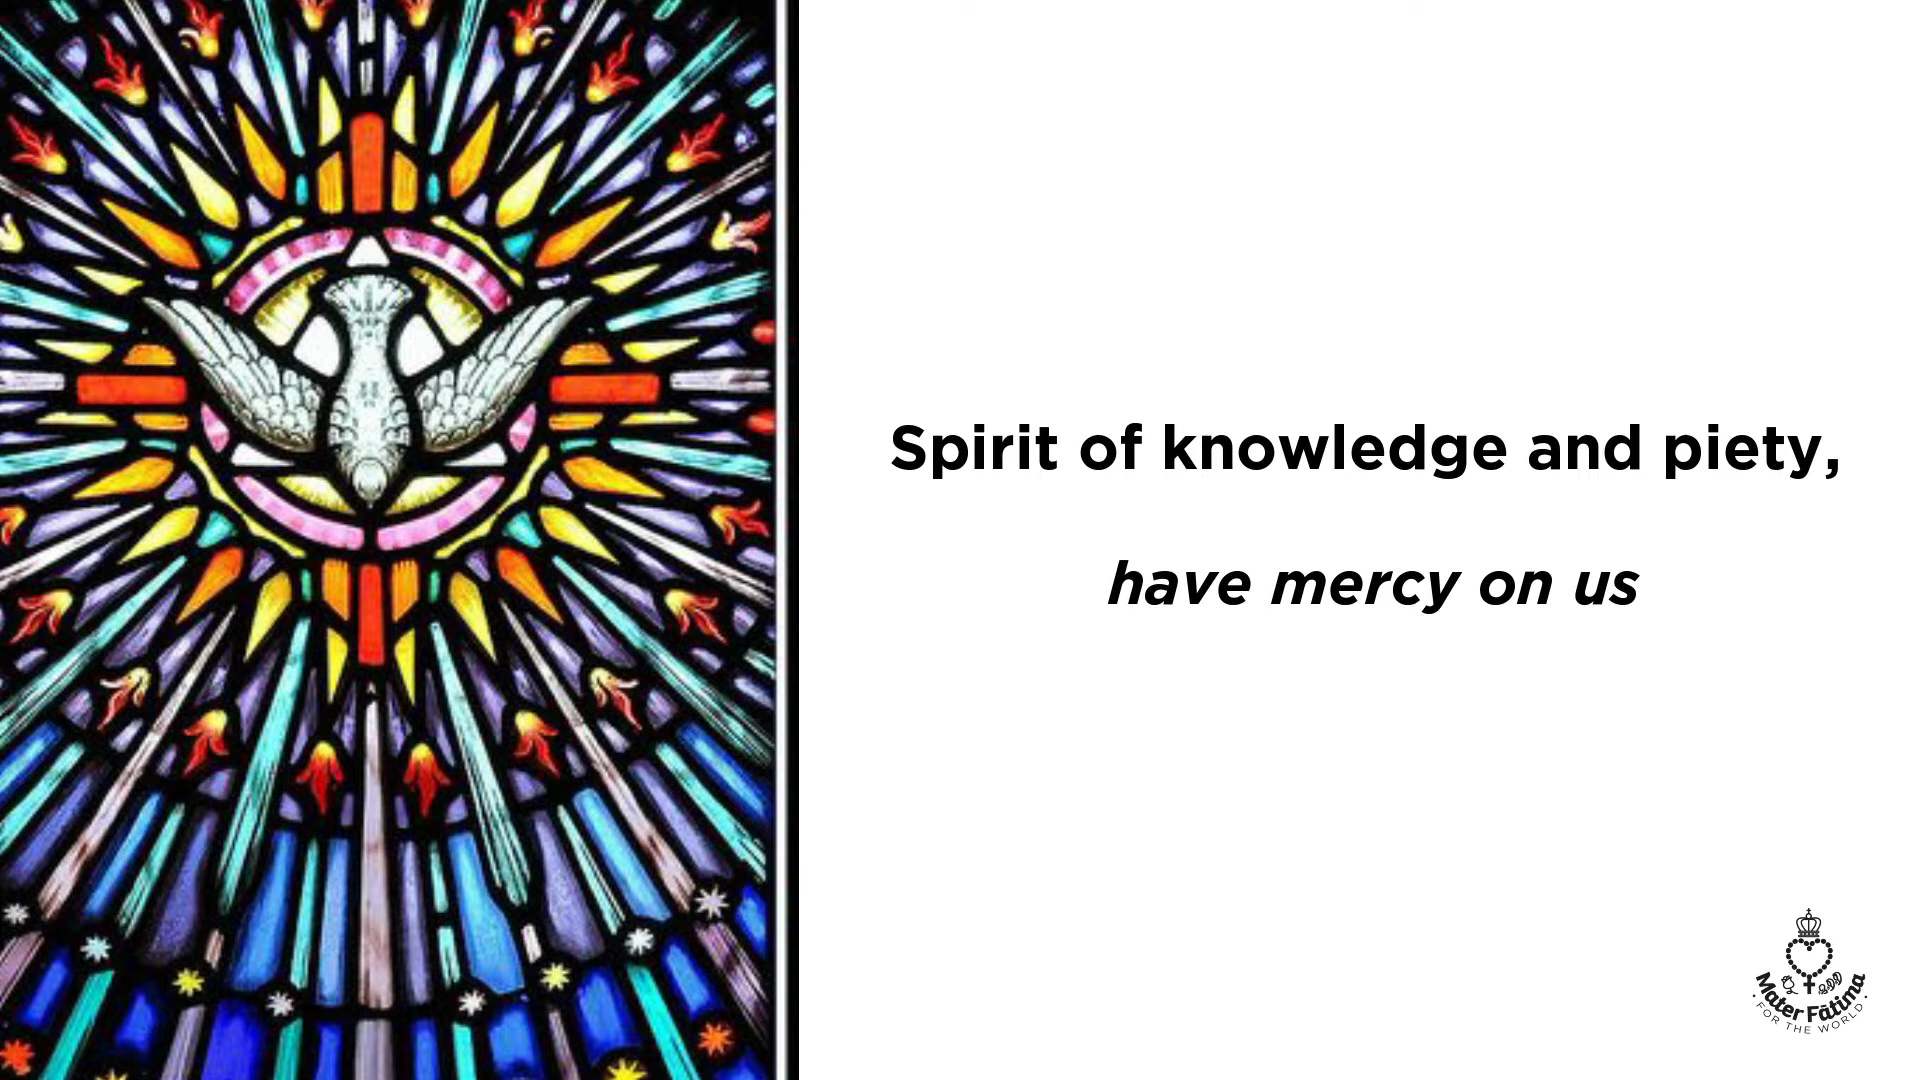 Spirit of knowledge and piety,
have mercy on us
Mater Fátima
· FOR THE WORLD ·